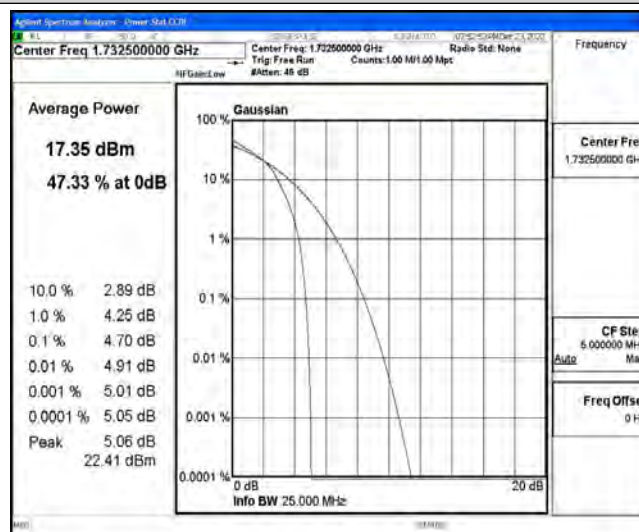 Agilent Spectrum Analyzer - Power Stat CCDF
Center Freq 1.732500000 GHz
Center Freq: 1.732500000 GHz
Radio Std: None
Trig: Free Run
Counts:1.00 M/1.00 Mpt
#IFGain:Low
#Atten: 46 dB
Frequency
Average Power
17.35 dBm
47.33 % at 0dB
10.0 % 2.89 dB
1.0 % 4.25 dB
0.1 % 4.70 dB
0.01 % 4.91 dB
0.001 % 5.01 dB
0.0001 % 5.05 dB
Peak 5.06 dB
22.41 dBm
Gaussian
100 %
10 %
1 %
0.1 %
0.01 %
0.001 %
0.0001 %
0 dB
20 dB
Info BW 25.000 MHz
Center Fre
1.732500000 GH
CF Ste
5.000000 MH
Auto Ma
Freq Offse
0 H
MSG
STATUS